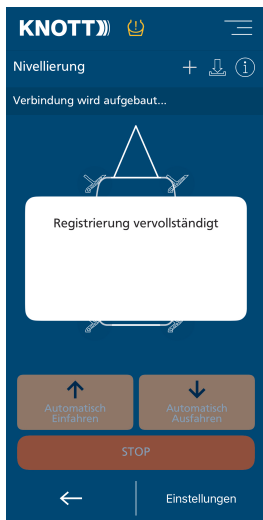 KNOTT
Nivellierung
Verbindung wird aufgebaut...
Registrierung vervollständigt
Automatisch
Einfahren
Automatisch
Ausfahren
STOP
Einstellungen